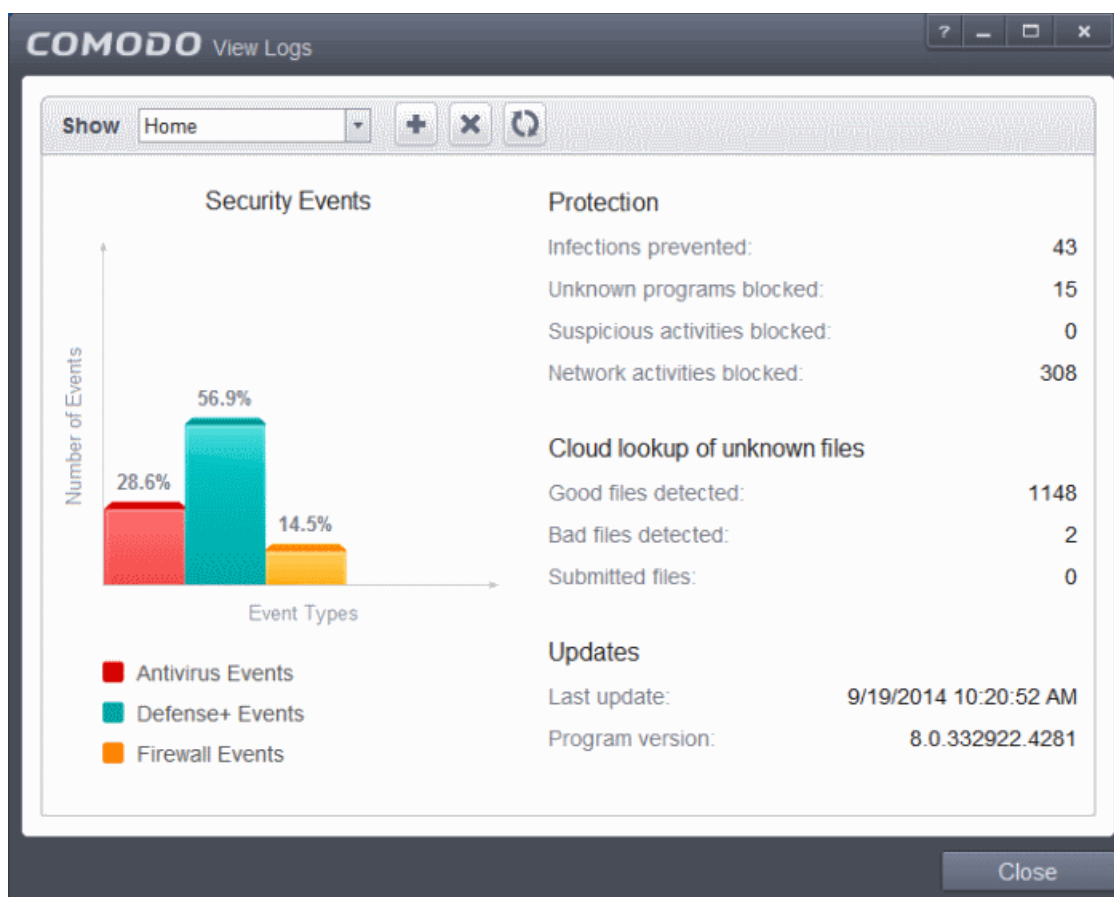 COMODO View Logs
Show Home
Security Events
Number of Events
28.6%
56.9%
14.5%
Event Types
Antivirus Events
Defense+ Events
Firewall Events
Protection
Infections prevented: 43
Unknown programs blocked: 15
Suspicious activities blocked: 0
Network activities blocked: 308
Cloud lookup of unknown files
Good files detected: 1148
Bad files detected: 2
Submitted files: 0
Updates
Last update: 9/19/2014 10:20:52 AM
Program version: 8.0.332922.4281
Close